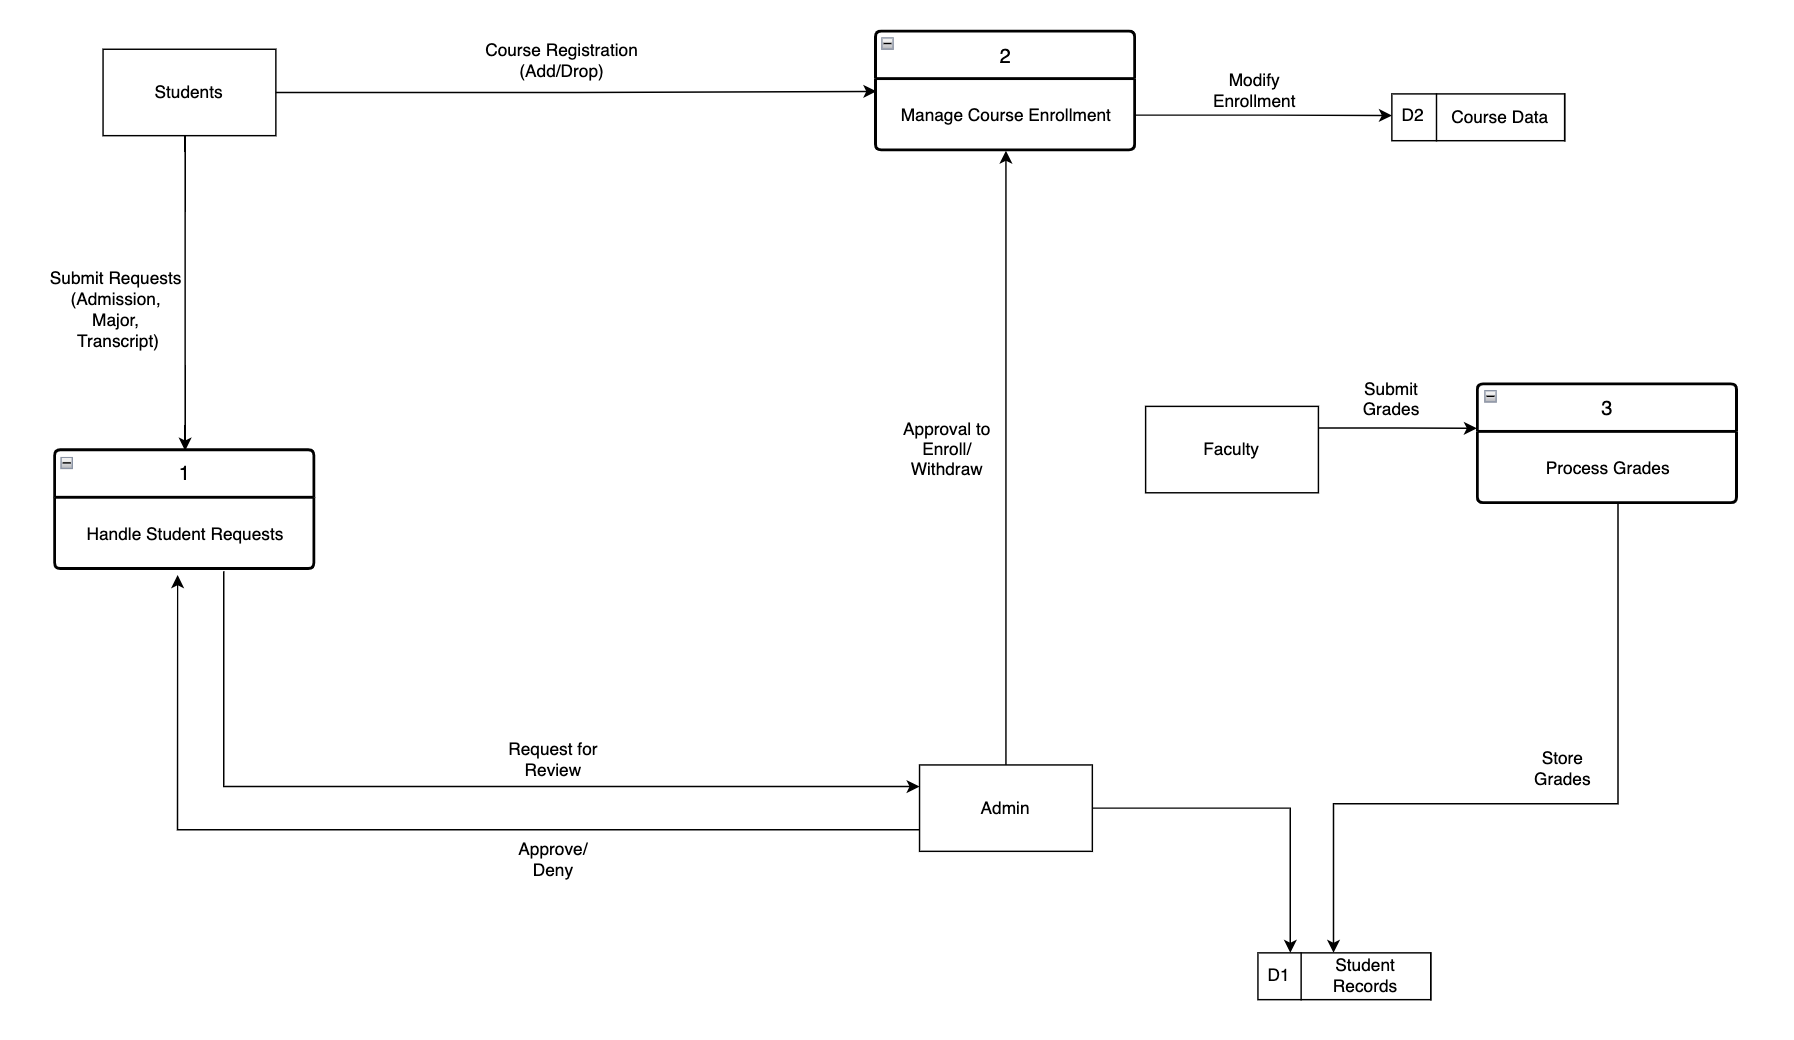 Students
Course Registration
(Add/Drop)
2
Manage Course Enrollment
Modify
Enrollment
D2
Course Data
Submit Requests
(Admission,
Major,
Transcript)
1
Handle Student Requests
Approval to
Enroll/
Withdraw
Faculty
Submit
Grades
3
Process Grades
Request for
Review
Approve/
Deny
Admin
Store
Grades
D1
Student
Records